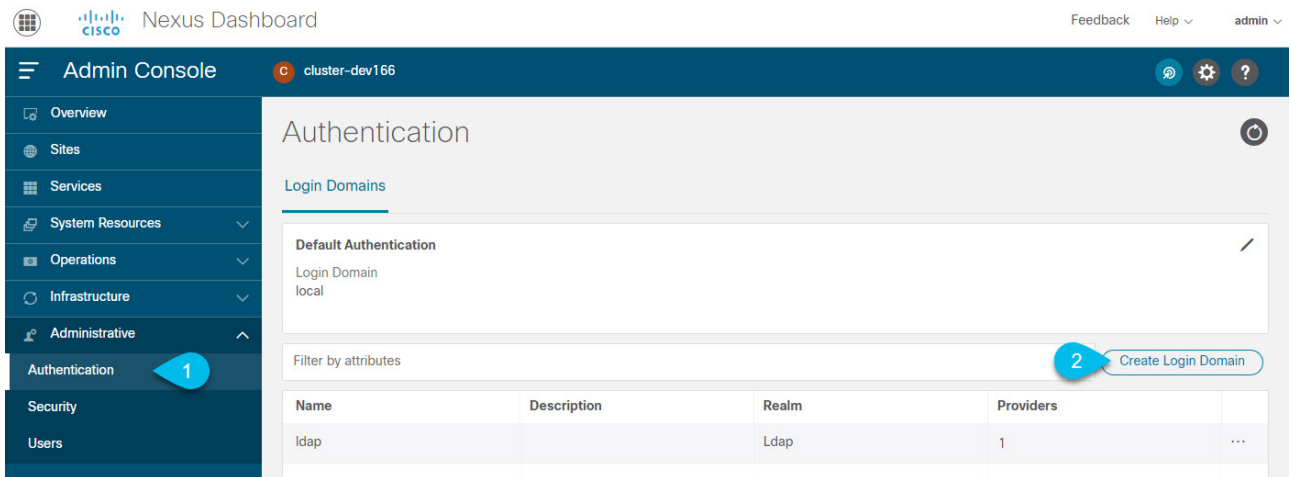 CISCO Nexus Dashboard Feedback Help admin
Admin Console C cluster-dev166 ?
Overview
Sites
Services
System Resources
Operations
Infrastructure
Administrative
Authentication 1
Security
Users
Authentication
Login Domains
Default Authentication
Login Domain
local
Filter by attributes 2 Create Login Domain
Name Description Realm Providers
ldap Ldap 1 ...